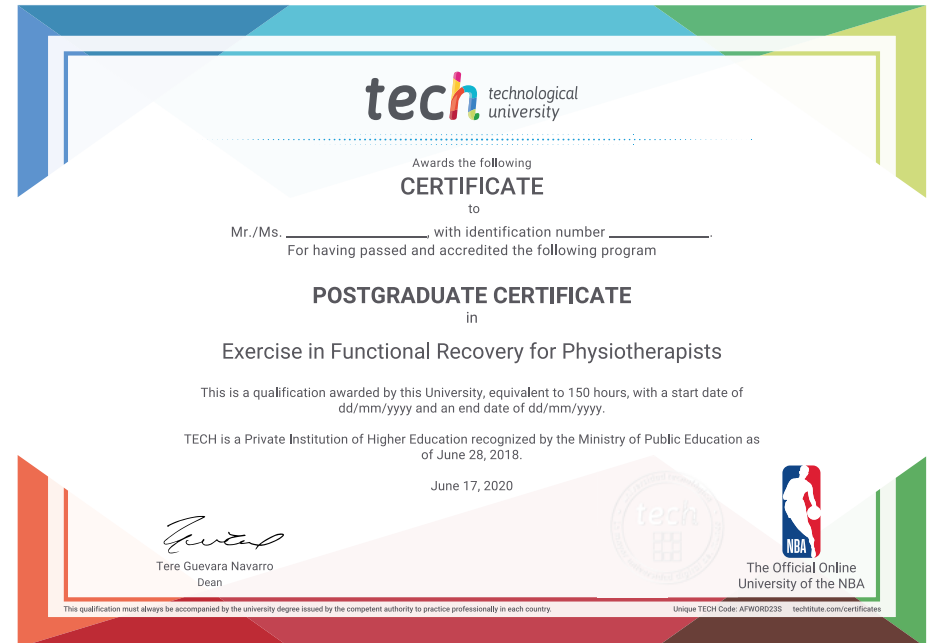 tech technological
university
Awards the following
CERTIFICATE
to
Mr./Ms. ____________________, with identification number ______________.
For having passed and accredited the following program
POSTGRADUATE CERTIFICATE
in
Exercise in Functional Recovery for Physiotherapists
This is a qualification awarded by this University, equivalent to 150 hours, with a start date of
dd/mm/yyyy and an end date of dd/mm/yyyy.
TECH is a Private Institution of Higher Education recognized by the Ministry of Public Education as
of June 28, 2018.
June 17, 2020
tech
NBA
Tere Guevara Navarro
Dean
The Official Online
University of the NBA
This qualification must always be accompanied by the university degree issued by the competent authority to practice professionally in each country.
Unique TECH Code: AFWORD23S techtitute.com/certificates